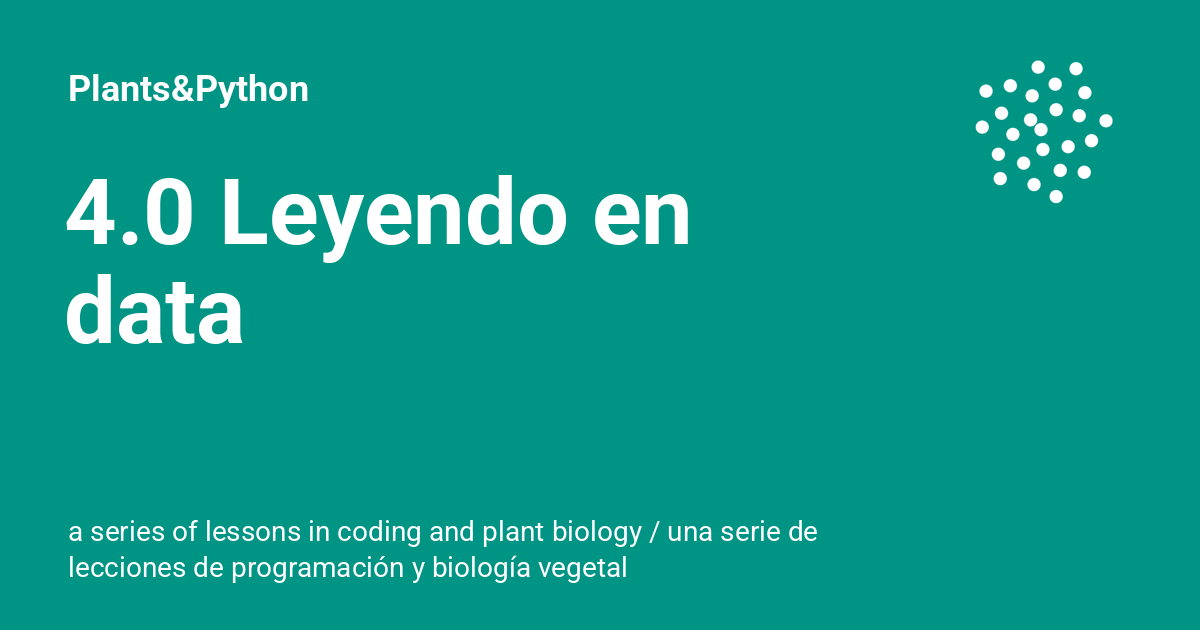 Plants&Python
4.0 Leyendo en
data
a series of lessons in coding and plant biology / una serie de
lecciones de programación y biología vegetal